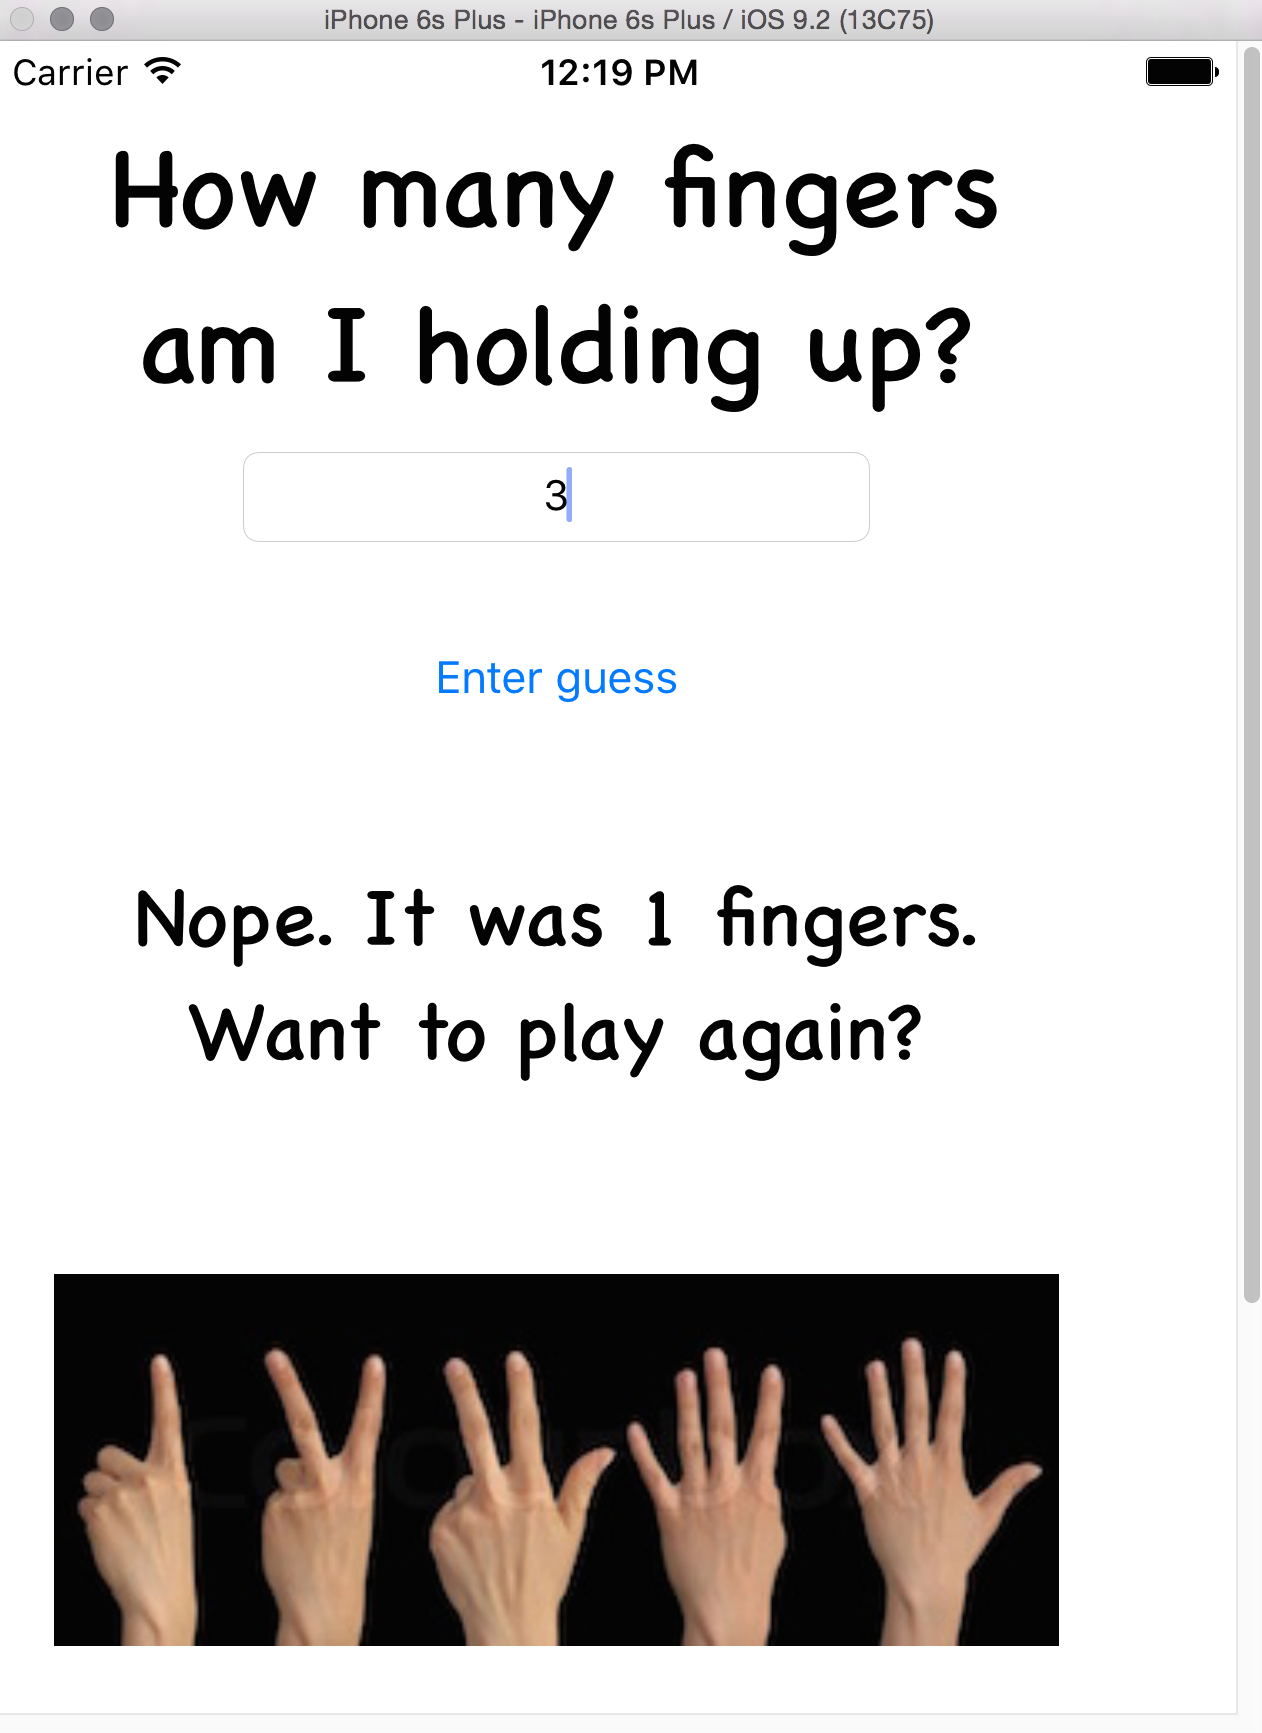 iPhone 6s Plus - iPhone 6s Plus / iOS 9.2 (13C75)
Carrier 12:19 PM
How many fingers
am I holding up?
3
Enter guess
Nope. It was 1 fingers.
Want to play again?